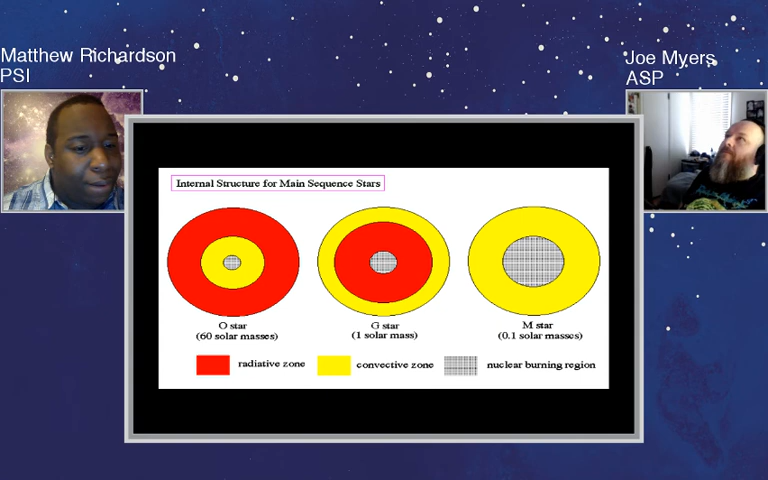 Matthew Richardson
PSI
Joe Myers
ASP
Internal Structure for Main Sequence Stars
O star
(60 solar masses)
G star
(1 solar mass)
M star
(0.1 solar masses)
radiative zone
convective zone
nuclear burning region